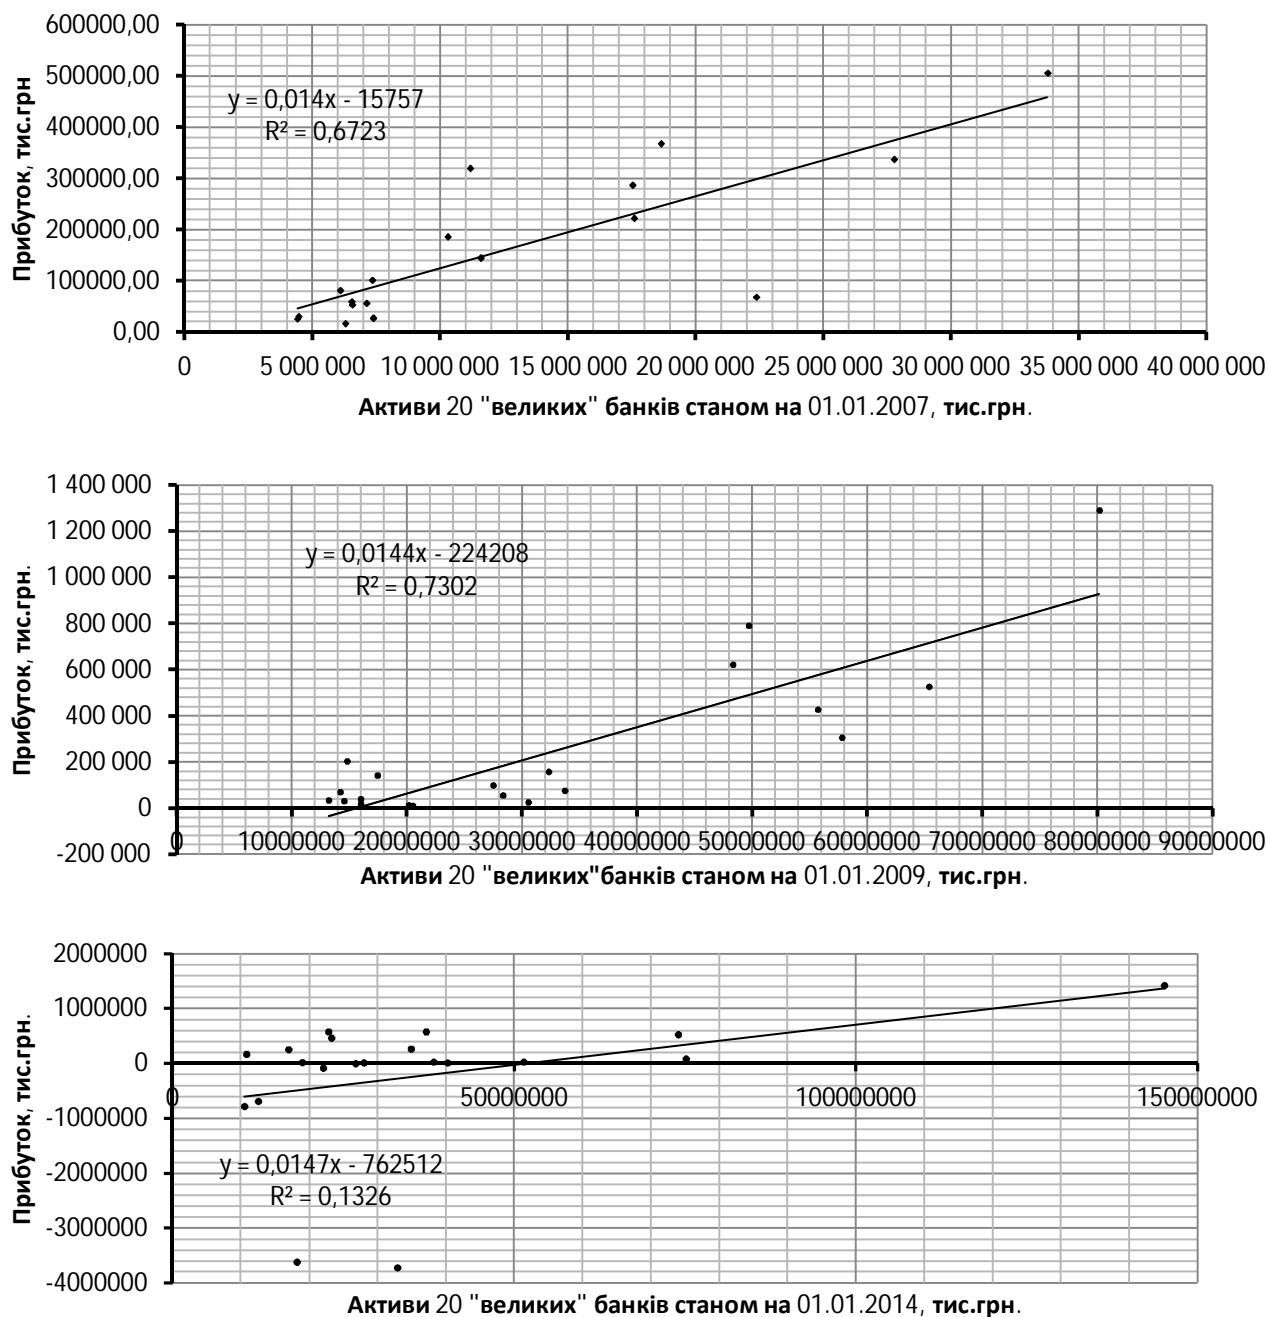 600000,00
500000,00
400000,00
300000,00
200000,00
100000,00
0,00
Прибуток, тис.грн
y = 0,014x - 15757
R² = 0,6723
0 5 000 000 10 000 000 15 000 000 20 000 000 25 000 000 30 000 000 35 000 000 40 000 000
Активи 20 "великих" банків станом на 01.01.2007, тис.грн.
1 400 000
1 200 000
1 000 000
800 000
600 000
400 000
200 000
0
-200 000
Прибуток, тис.грн.
y = 0,0144x - 224208
R² = 0,7302
0 10000000 20000000 30000000 40000000 50000000 60000000 70000000 80000000 90000000
Активи 20 "великих"банків станом на 01.01.2009, тис.грн.
2000000
1000000
0
-1000000
-2000000
-3000000
-4000000
Прибуток, тис.грн.
0 50000000 100000000 150000000
y = 0,0147x - 762512
R² = 0,1326
Активи 20 "великих" банків станом на 01.01.2014, тис.грн.